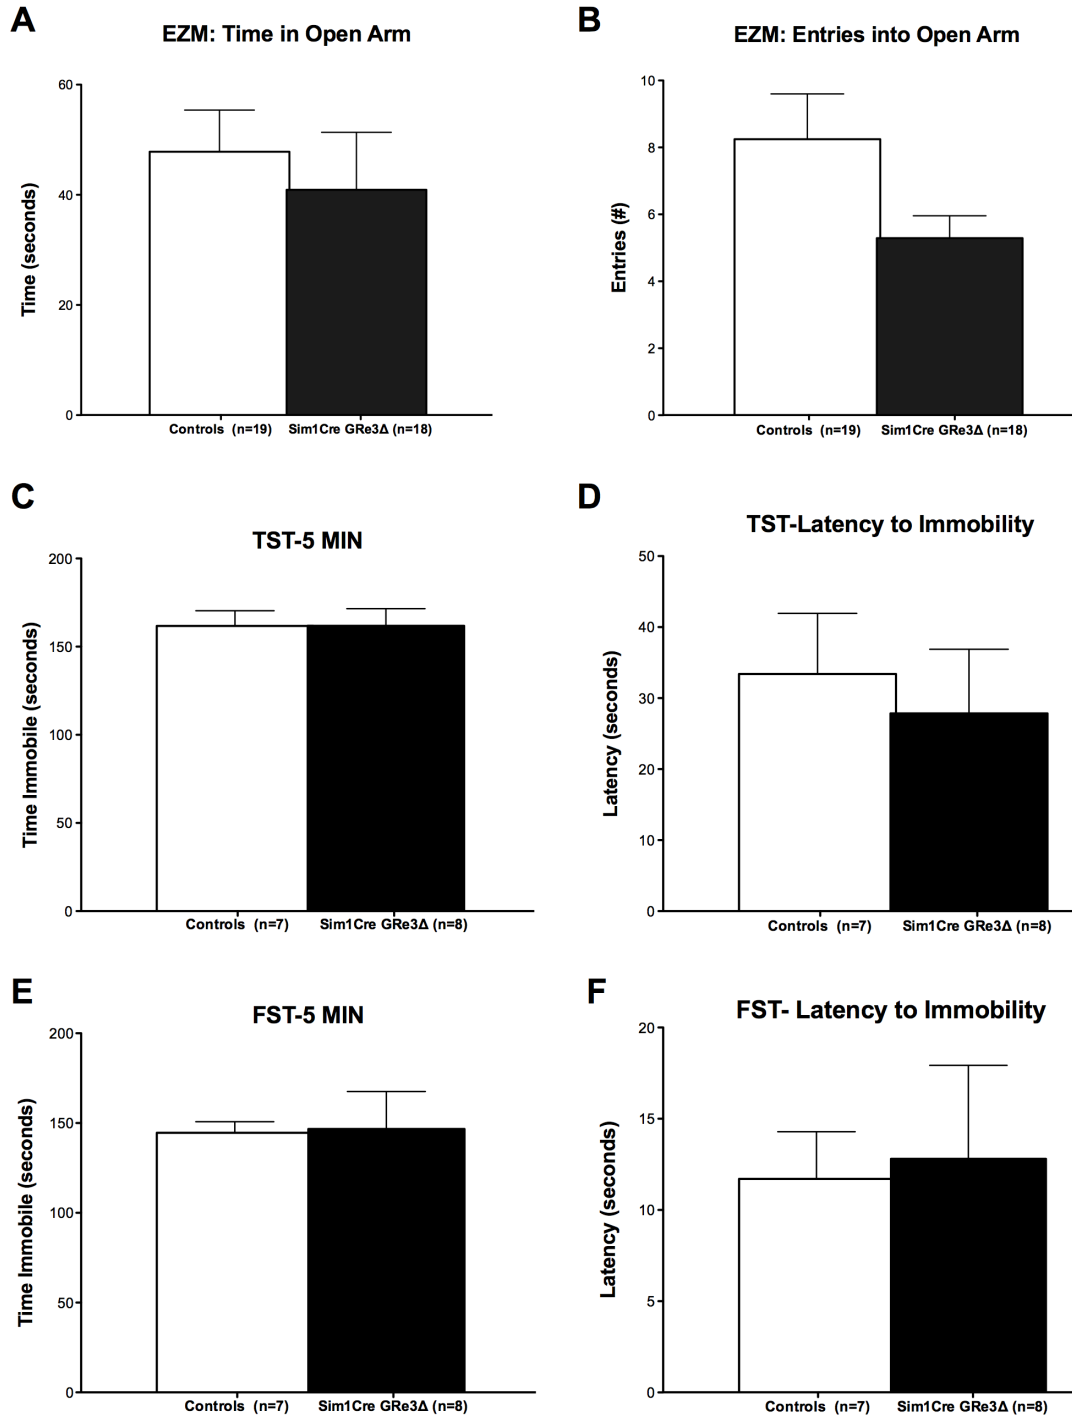 A
EZM: Time in Open Arm
Time (seconds)
60
40
20
0
Controls (n=19)
Sim1Cre GRe3Δ (n=18)
B
EZM: Entries into Open Arm
Entries (#)
10
8
6
4
2
0
Controls (n=19)
Sim1Cre GRe3Δ (n=18)
C
TST-5 MIN
Time Immobile (seconds)
200
150
100
50
0
Controls (n=7)
Sim1Cre GRe3Δ (n=8)
D
TST-Latency to Immobility
Latency (seconds)
50
40
30
20
10
0
Controls (n=7)
Sim1Cre GRe3Δ (n=8)
E
FST-5 MIN
Time Immobile (seconds)
200
150
100
50
0
Controls (n=7)
Sim1Cre GRe3Δ (n=8)
F
FST- Latency to Immobility
Latency (seconds)
20
15
10
5
0
Controls (n=7)
Sim1Cre GRe3Δ (n=8)